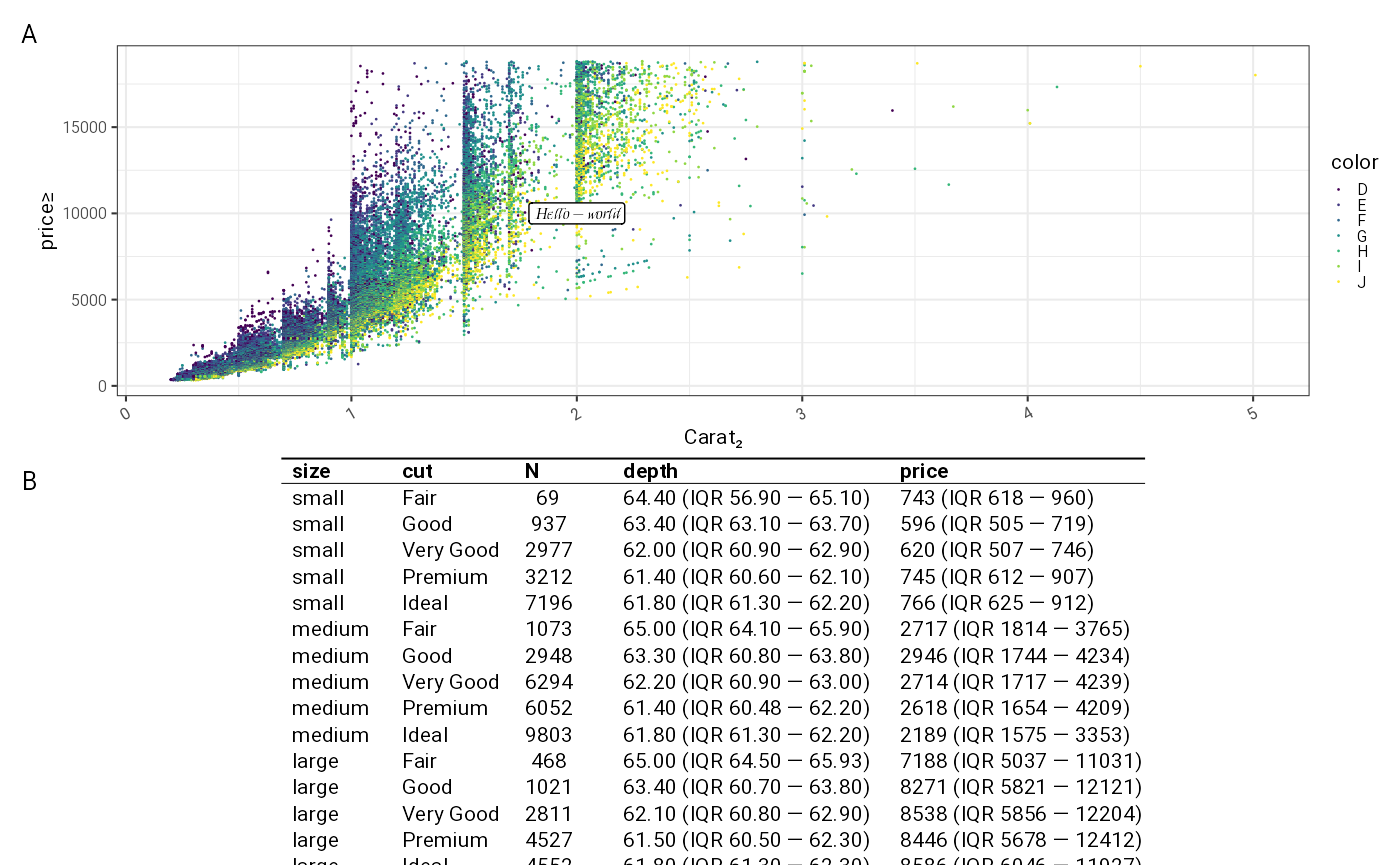 A
15000
10000
5000
0
price≥
Hello – world
0 1 2 3 4 5
Carat₂
color
D
E
F
G
H
I
J
B
size cut N depth price
small Fair 69 64.40 (IQR 56.90 – 65.10) 743 (IQR 618 – 960)
small Good 937 63.40 (IQR 63.10 – 63.70) 596 (IQR 505 – 719)
small Very Good 2977 62.00 (IQR 60.90 – 62.90) 620 (IQR 507 – 746)
small Premium 3212 61.40 (IQR 60.60 – 62.10) 745 (IQR 612 – 907)
small Ideal 7196 61.80 (IQR 61.30 – 62.20) 766 (IQR 625 – 912)
medium Fair 1073 65.00 (IQR 64.10 – 65.90) 2717 (IQR 1814 – 3765)
medium Good 2948 63.30 (IQR 60.80 – 63.80) 2946 (IQR 1744 – 4234)
medium Very Good 6294 62.20 (IQR 60.90 – 63.00) 2714 (IQR 1717 – 4239)
medium Premium 6052 61.40 (IQR 60.48 – 62.20) 2618 (IQR 1654 – 4209)
medium Ideal 9803 61.80 (IQR 61.30 – 62.20) 2189 (IQR 1575 – 3353)
large Fair 468 65.00 (IQR 64.50 – 65.93) 7188 (IQR 5037 – 11031)
large Good 1021 63.40 (IQR 60.70 – 63.80) 8271 (IQR 5821 – 12121)
large Very Good 2811 62.10 (IQR 60.80 – 62.90) 8538 (IQR 5856 – 12204)
large Premium 4527 61.50 (IQR 60.50 – 62.30) 8446 (IQR 5678 – 12412)
large Ideal